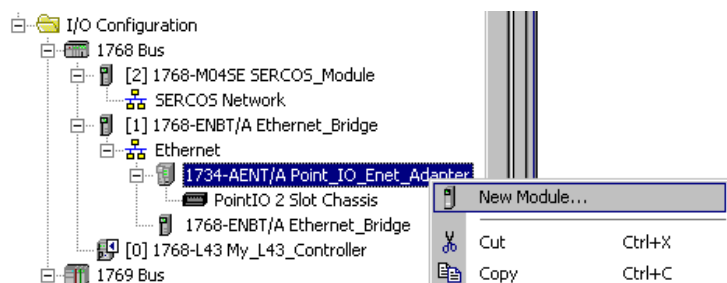 I/O Configuration
1768 Bus
[2] 1768-M04SE SERCOS_Module
SERCOS Network
[1] 1768-ENBT/A Ethernet_Bridge
Ethernet
1734-AENT/A Point_IO_Enet_Adapter
PointIO 2 Slot Chassis
New Module...
1768-ENBT/A Ethernet_Bridge
Cut Ctrl+X
[0] 1768-L43 My_L43_Controller
1769 Bus
Copy Ctrl+C